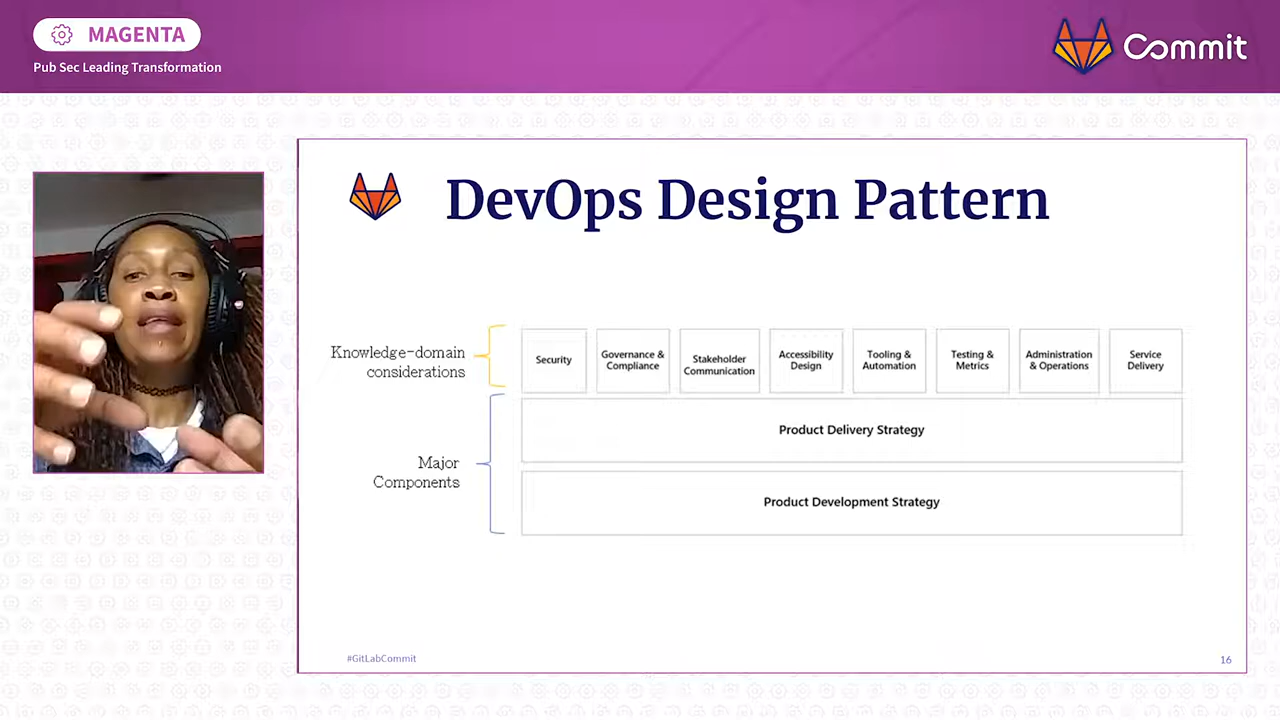 MAGENTA
Pub Sec Leading Transformation
Commit
DevOps Design Pattern
Knowledge-domain
considerations
Security
Governance &
Compliance
Stakeholder
Communication
Accessibility
Design
Tooling &
Automation
Testing &
Metrics
Administration
& Operations
Service
Delivery
Major
Components
Product Delivery Strategy
Product Development Strategy
#GitLabCommit
16